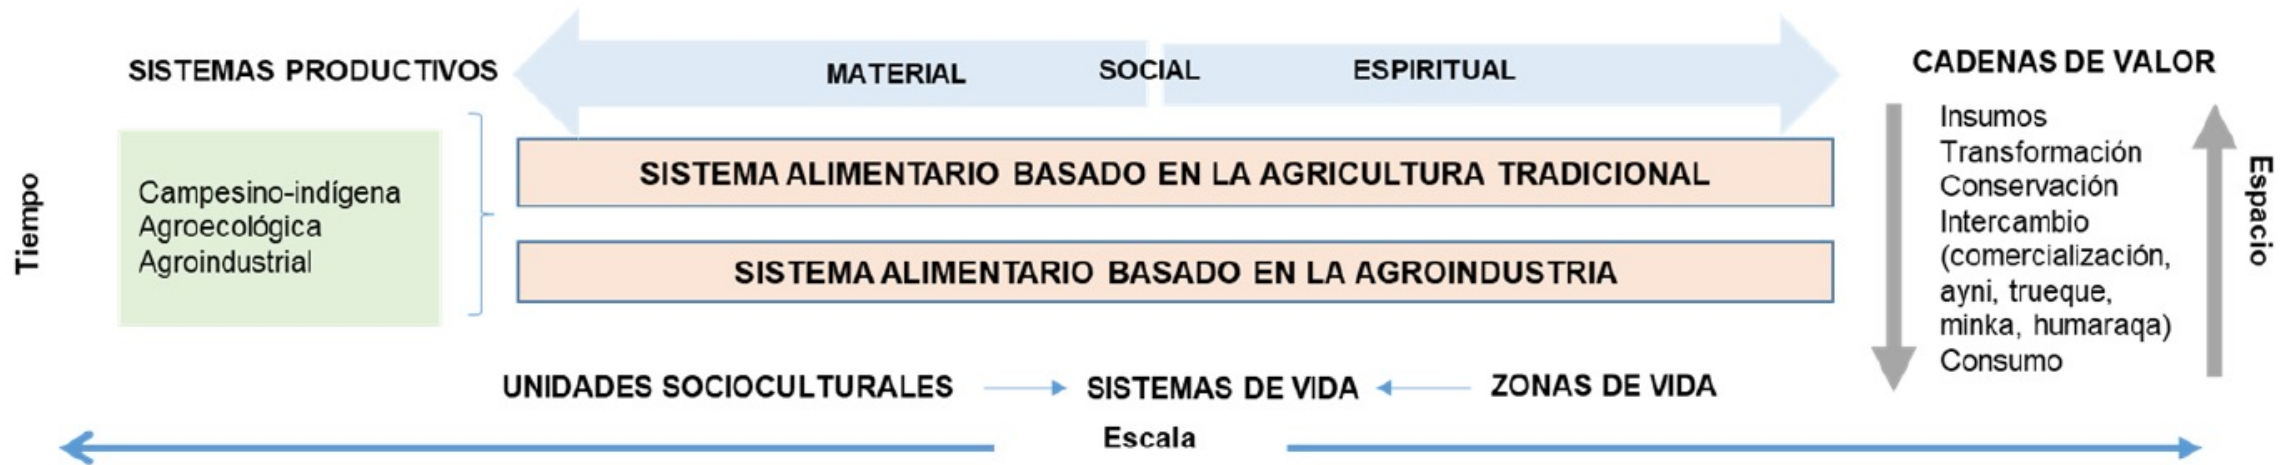 SISTEMAS PRODUCTIVOS
MATERIAL
SOCIAL
ESPIRITUAL
CADENAS DE VALOR
Tiempo
Campesino-indígena
Agroecológica
Agroindustrial
SISTEMA ALIMENTARIO BASADO EN LA AGRICULTURA TRADICIONAL
SISTEMA ALIMENTARIO BASADO EN LA AGROINDUSTRIA
Insumos
Transformación
Conservación
Intercambio
(comercialización,
ayni, trueque,
minka, humaraqa)
Consumo
Espacio
UNIDADES SOCIOCULTURALES
SISTEMAS DE VIDA
ZONAS DE VIDA
Escala